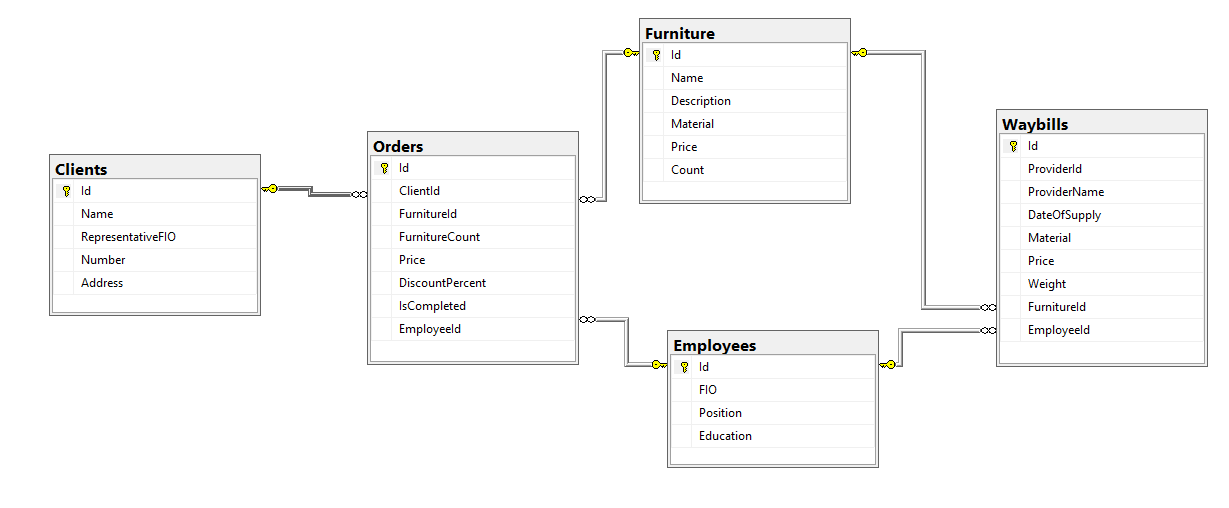 Clients
Id
Name
RepresentativeFIO
Number
Address
Orders
Id
ClientId
FurnitureId
FurnitureCount
Price
DiscountPercent
IsCompleted
EmployeeId
Furniture
Id
Name
Description
Material
Price
Count
Employees
Id
FIO
Position
Education
Waybills
Id
ProviderId
ProviderName
DateOfSupply
Material
Price
Weight
FurnitureId
EmployeeId